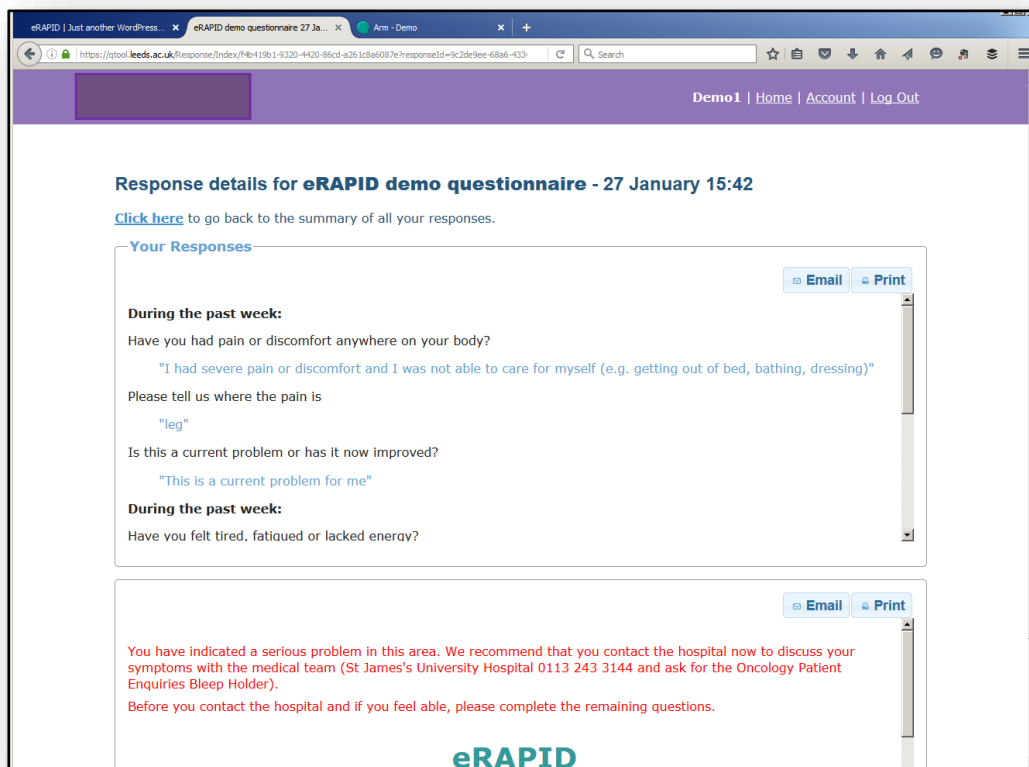 eRAPID | Just another WordPress... × eRAPID demo questionnaire 27 Ja... × Arm - Demo × +
https://qtool.leeds.ac.uk/Response/Index/f4b419b1-9320-4420-86cd-a261c8a6087e?responseId=9c2de9ee-68a6-433 Search
Demo1 | Home | Account | Log Out
Response details for eRAPID demo questionnaire - 27 January 15:42
Click here to go back to the summary of all your responses.
Your Responses
Email Print
During the past week:
Have you had pain or discomfort anywhere on your body?
"I had severe pain or discomfort and I was not able to care for myself (e.g. getting out of bed, bathing, dressing)"
Please tell us where the pain is
"leg"
Is this a current problem or has it now improved?
"This is a current problem for me"
During the past week:
Have you felt tired, fatigued or lacked energy?
Email Print
You have indicated a serious problem in this area. We recommend that you contact the hospital now to discuss your
symptoms with the medical team (St James's University Hospital 0113 243 3144 and ask for the Oncology Patient
Enquiries Bleep Holder).
Before you contact the hospital and if you feel able, please complete the remaining questions.
eRAPID